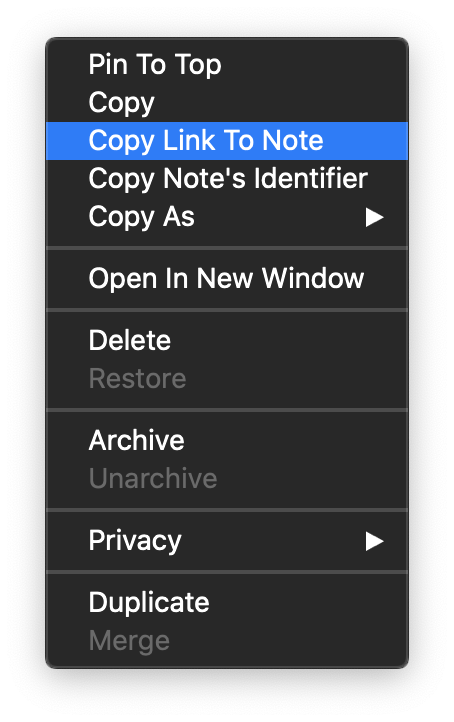 Pin To Top
Copy
Copy Link To Note
Copy Note's Identifier
Copy As
Open In New Window
Delete
Restore
Archive
Unarchive
Privacy
Duplicate
Merge